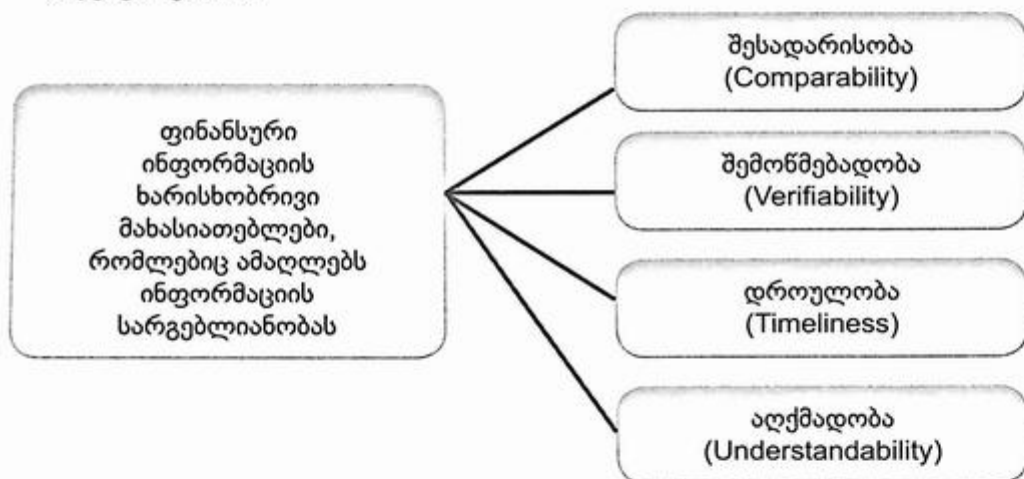 ფინანსური
ინფორმაციის
ხარისხობრივი
მახასიათებლები,
რომლებიც ამაღლებს
ინფორმაციის
სარგებლიანობას
შესადარისობა
(Comparability)
შემოწმებადობა
(Verifiability)
დროულობა
(Timeliness)
აღქმადობა
(Understandability)